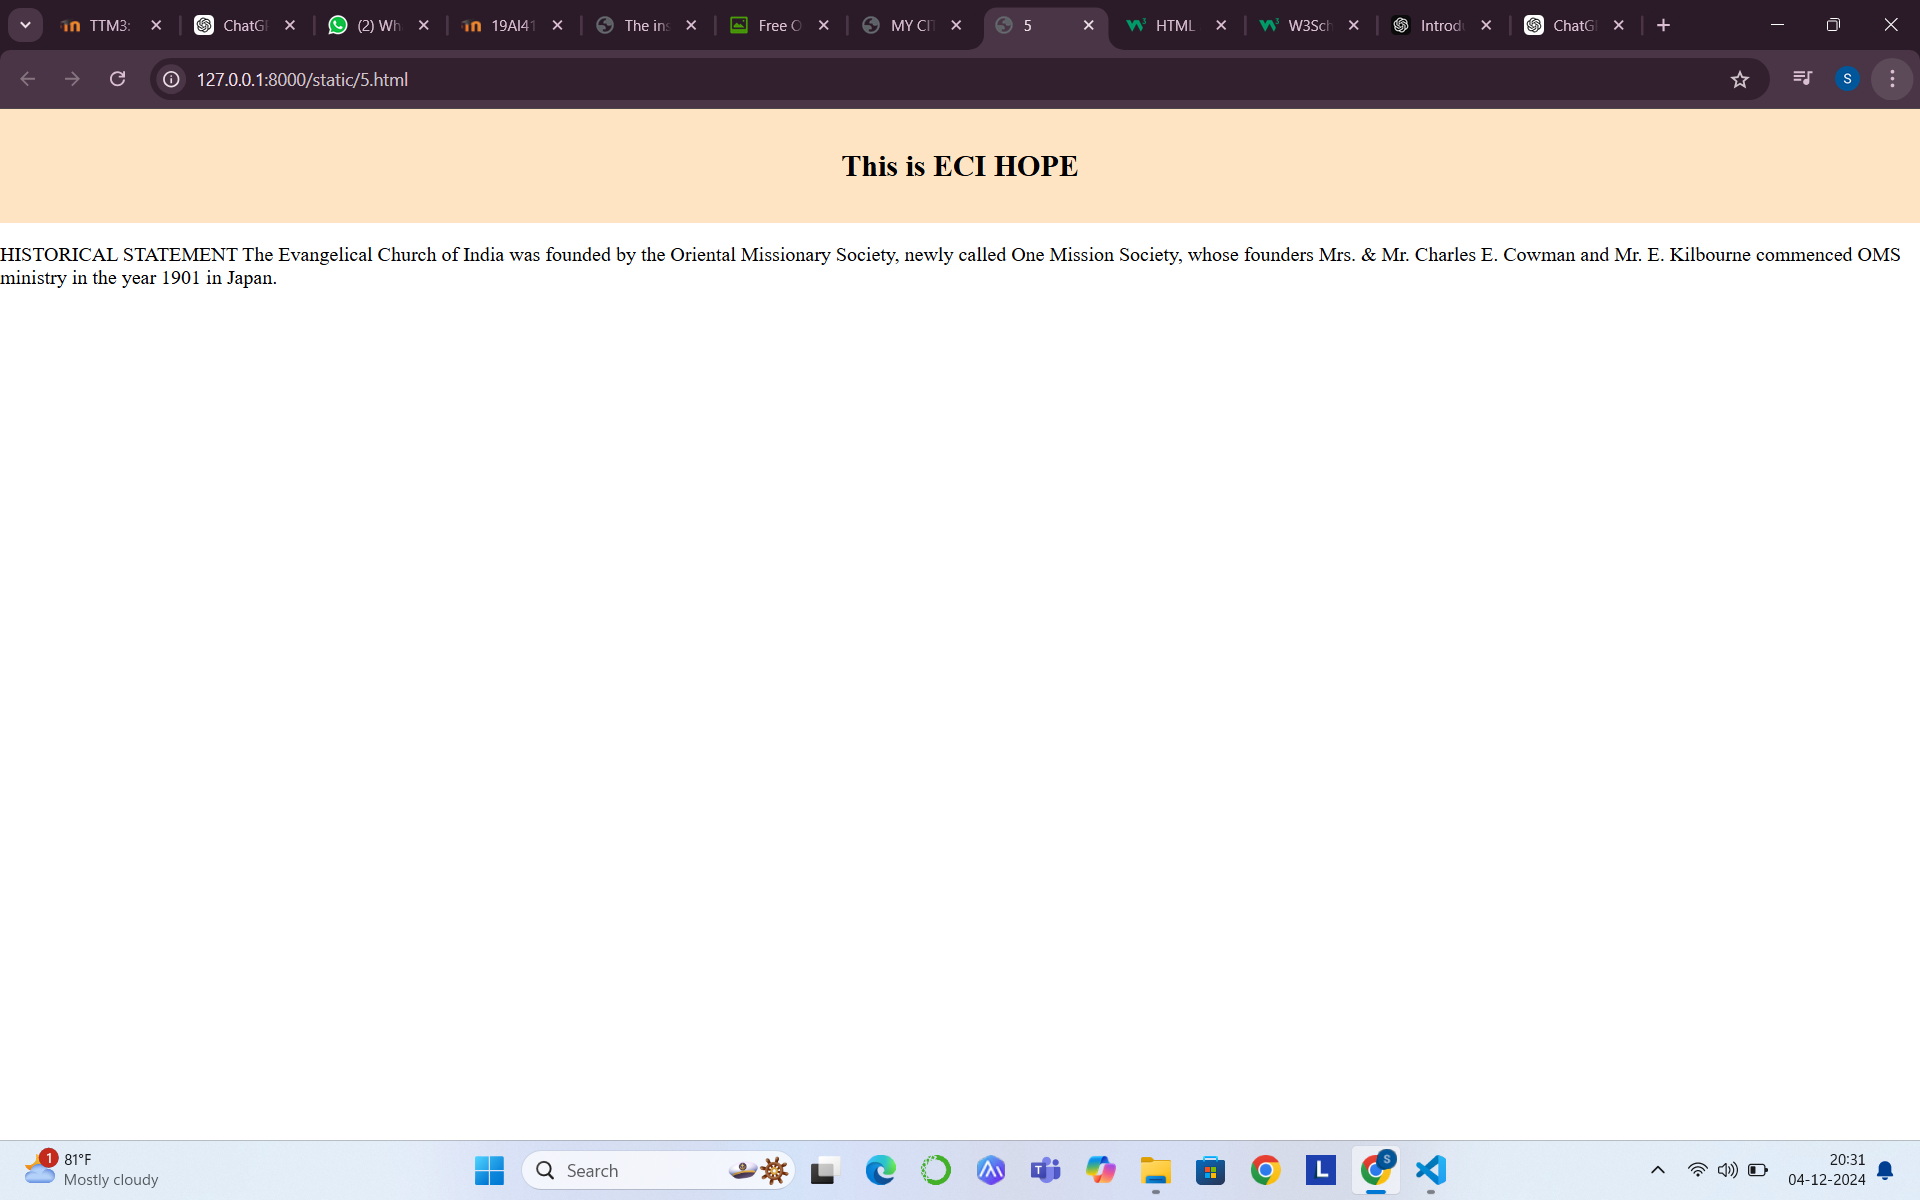 TTM3:
ChatG
(2) Wh
19AI41
The ins
Free O
MY CI
5
HTML
W3Sch
Introd
ChatG
127.0.0.1:8000/static/5.html
S
This is ECI HOPE
HISTORICAL STATEMENT The Evangelical Church of India was founded by the Oriental Missionary Society, newly called One Mission Society, whose founders Mrs. & Mr. Charles E. Cowman and Mr. E. Kilbourne commenced OMS
ministry in the year 1901 in Japan.
1
81°F
Mostly cloudy
Search
L
S
20:31
04-12-2024